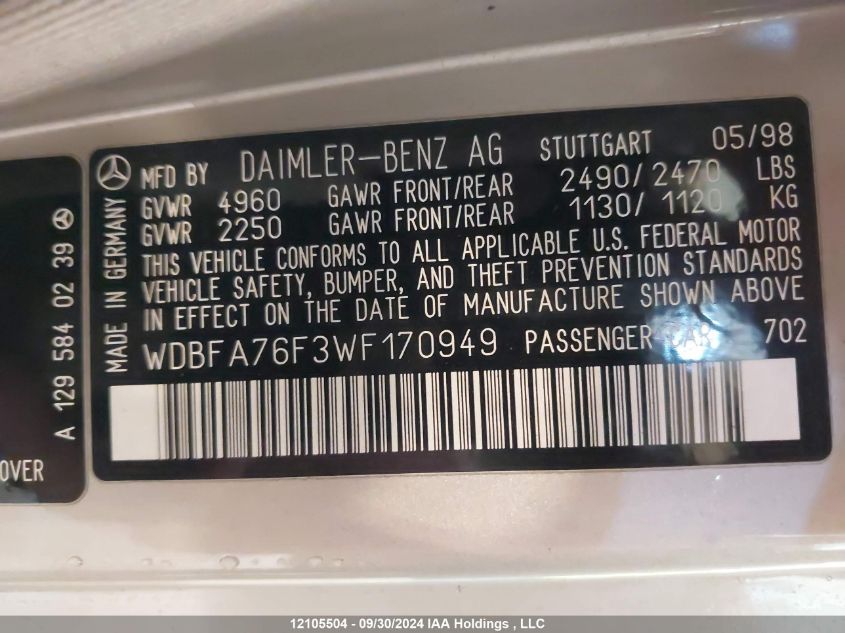 MFD BY DAIMLER-BENZ AG STUTTGART 05/98
GVWR 4960 GAWR FRONT/REAR 2490/2470 LBS
GVWR 2250 GAWR FRONT/REAR 1130/1120 KG
THIS VEHICLE CONFORMS TO ALL APPLICABLE U.S. FEDERAL MOTOR
VEHICLE SAFETY, BUMPER, AND THEFT PREVENTION STANDARDS
IN EFFECT ON THE DATE OF MANUFACTURE SHOWN ABOVE
WDBFA76F3WF170949 PASSENGER CAR 702
MADE IN GERMANY
A 129 584 02 39
OVER
12105504 - 09/30/2024 IAA Holdings , LLC